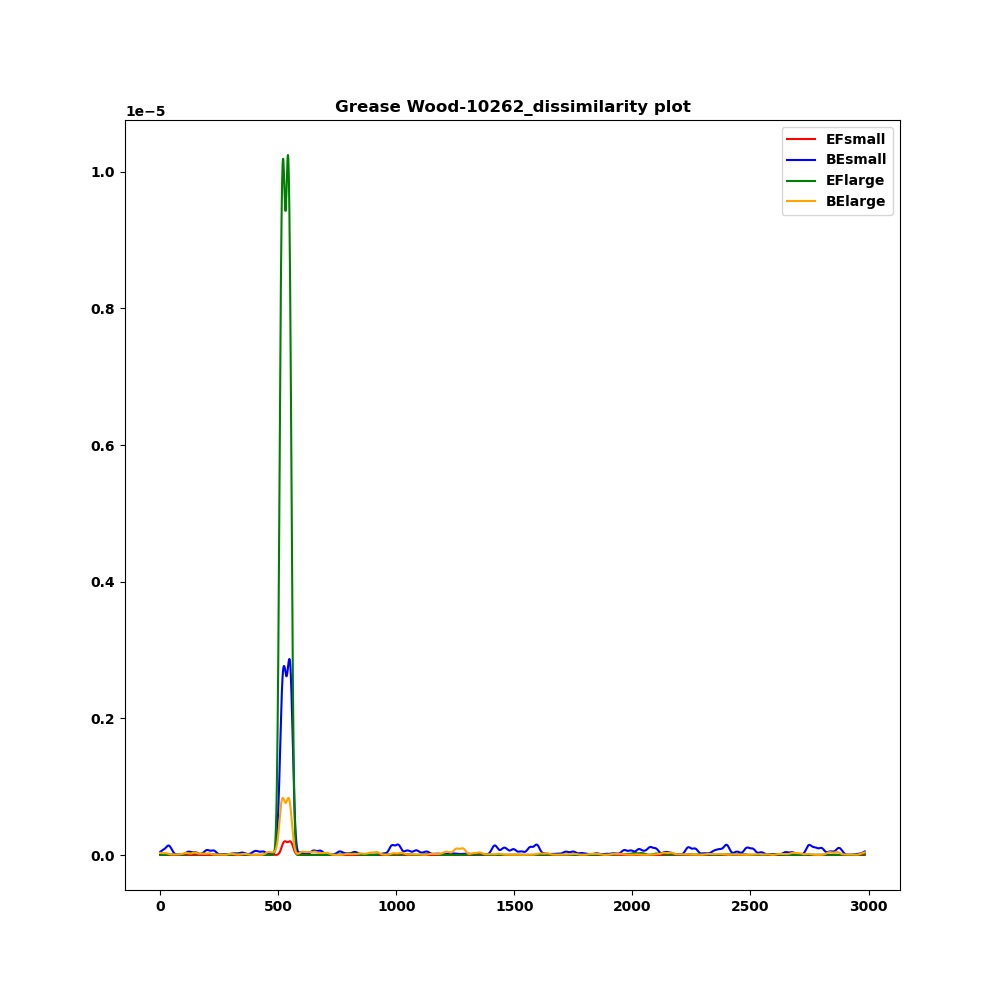 Grease Wood-10262_dissimilarity plot
1e−5
EFsmall
BEsmall
EFlarge
BElarge
1.0
0.8
0.6
0.4
0.2
0.0
0 500 1000 1500 2000 2500 3000